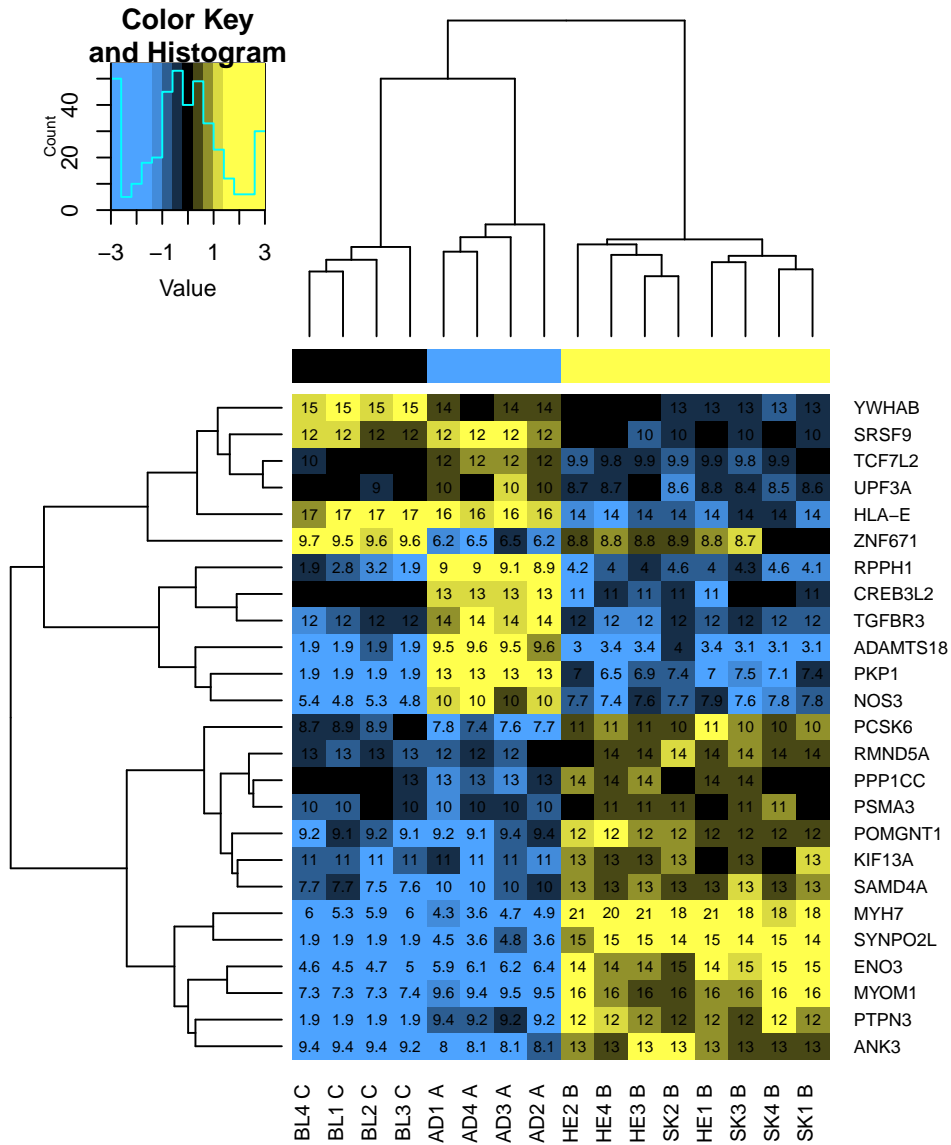 Color Key
and Histogram
Count
0 20 40
−3 −1 1 3
Value
15 15 15 15 14 14 14 13 13 13 13 13 YWHAB
12 12 12 12 12 12 12 12 10 10 10 10 SRSF9
10 12 12 12 12 9.9 9.8 9.9 9.9 9.9 9.8 9.9 TCF7L2
9 10 10 10 8.7 8.7 8.6 8.8 8.4 8.5 8.6 UPF3A
17 17 17 17 16 16 16 16 14 14 14 14 14 14 14 14 HLA−E
9.7 9.5 9.6 9.6 6.2 6.5 6.5 6.2 8.8 8.8 8.8 8.9 8.8 8.7 ZNF671
1.9 2.8 3.2 1.9 9 9 9.1 8.9 4.2 4 4 4.6 4 4.3 4.6 4.1 RPPH1
13 13 13 13 11 11 11 11 11 11 CREB3L2
12 12 12 12 14 14 14 14 12 12 12 12 12 12 12 12 TGFBR3
1.9 1.9 1.9 1.9 9.5 9.6 9.5 9.6 3 3.4 3.4 4 3.4 3.1 3.1 3.1 ADAMTS18
1.9 1.9 1.9 1.9 13 13 13 13 7 6.5 6.9 7.4 7 7.5 7.1 7.4 PKP1
5.4 4.8 5.3 4.8 10 10 10 10 7.7 7.4 7.6 7.7 7.9 7.6 7.8 7.8 NOS3
8.7 8.9 8.9 7.8 7.4 7.6 7.7 11 11 11 10 11 10 10 10 PCSK6
13 13 13 13 12 12 12 14 14 14 14 14 14 14 RMND5A
13 13 13 13 13 14 14 14 14 14 PPP1CC
10 10 10 10 10 10 10 11 11 11 11 11 PSMA3
9.2 9.1 9.2 9.1 9.2 9.1 9.4 9.4 12 12 12 12 12 12 12 12 POMGNT1
11 11 11 11 11 11 11 11 13 13 13 13 13 13 KIF13A
7.7 7.7 7.5 7.6 10 10 10 10 13 13 13 13 13 13 13 13 SAMD4A
6 5.3 5.9 6 4.3 3.6 4.7 4.9 21 20 21 18 21 18 18 18 MYH7
1.9 1.9 1.9 1.9 4.5 3.6 4.8 3.6 15 15 15 14 15 14 15 14 SYNPO2L
4.6 4.5 4.7 5 5.9 6.1 6.2 6.4 14 14 14 15 14 15 15 15 ENO3
7.3 7.3 7.3 7.4 9.6 9.4 9.5 9.5 16 16 16 16 16 16 16 16 MYOM1
1.9 1.9 1.9 1.9 9.4 9.2 9.2 9.2 12 12 12 12 12 12 12 12 PTPN3
9.4 9.4 9.4 9.2 8 8.1 8.1 8.1 13 13 13 13 13 13 13 13 ANK3
BL4 C BL1 C BL2 C BL3 C AD1 A AD4 A AD3 A AD2 A HE2 B HE4 B HE3 B SK2 B HE1 B SK3 B SK4 B SK1 B